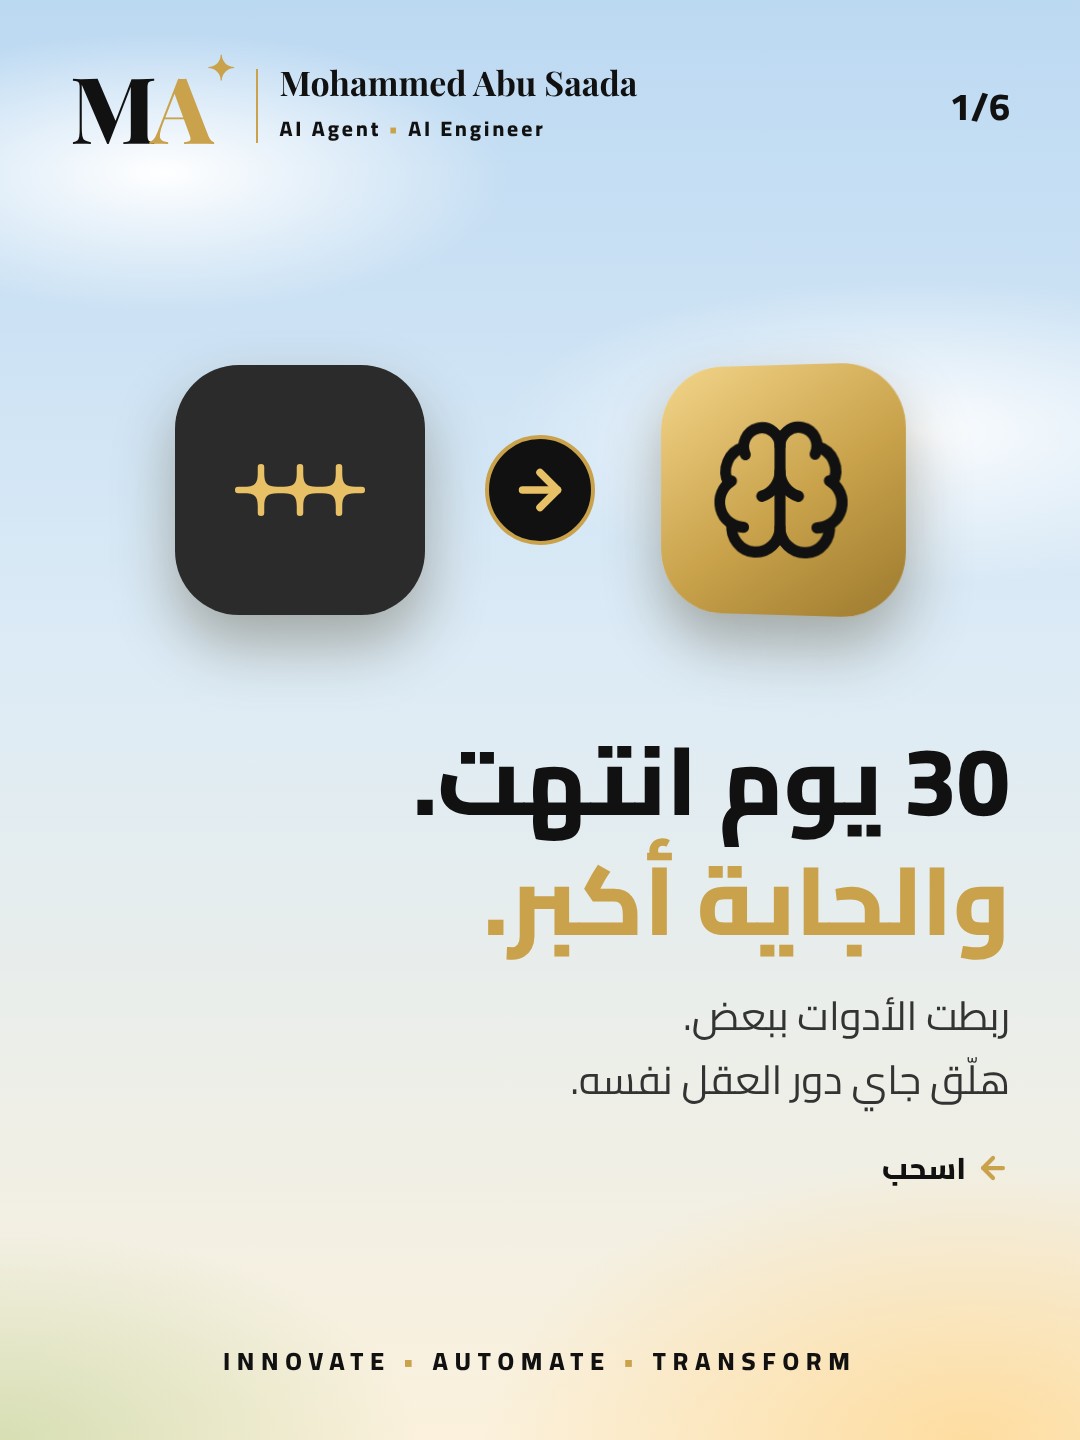 MA
Mohammed Abu Saada
AI Agent ▪ AI Engineer
1/6
30 يوم انتهت.
والجاية أكبر.
ربطت الأدوات ببعض.
هلّق جاي دور العقل نفسه.
← اسحب
INNOVATE ▪ AUTOMATE ▪ TRANSFORM